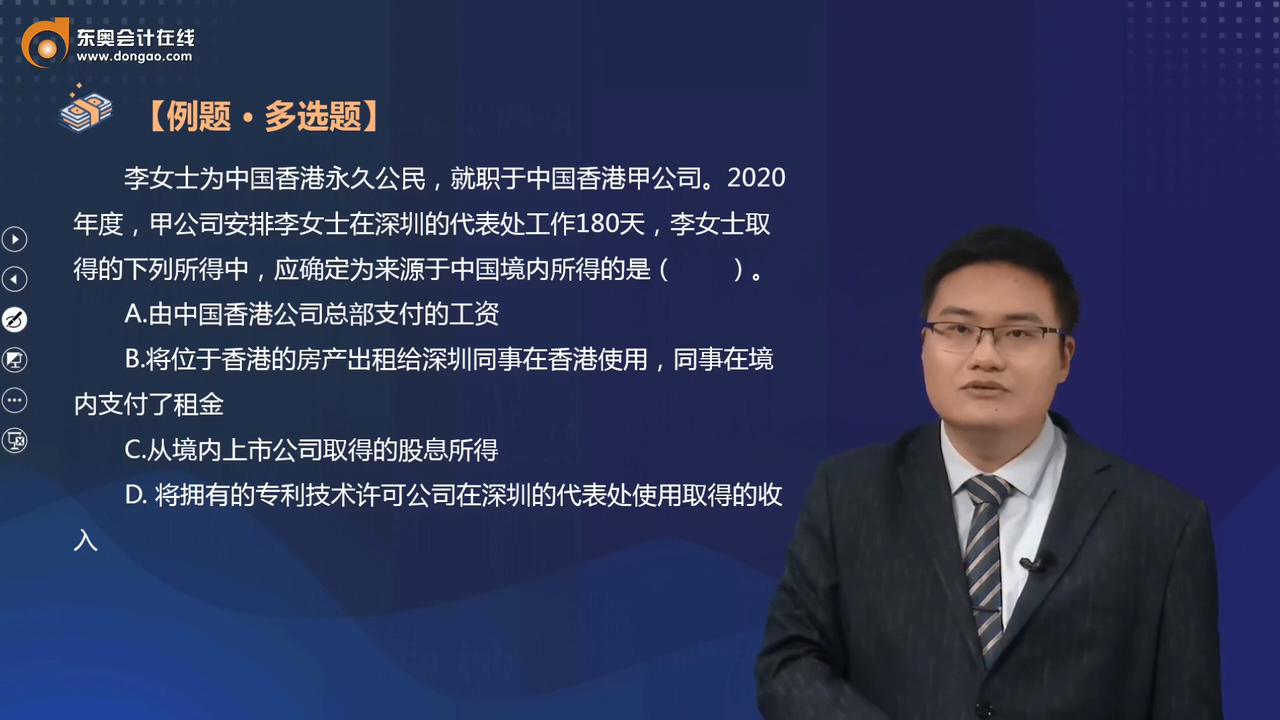 东奥会计在线
www.dongao.com
【例题·多选题】
李女士为中国香港永久公民，就职于中国香港甲公司。2020
年度，甲公司安排李女士在深圳的代表处工作180天，李女士取
得的下列所得中，应确定为来源于中国境内所得的是（　　）。
A.由中国香港公司总部支付的工资
B.将位于香港的房产出租给深圳同事在香港使用，同事在境
内支付了租金
C.从境内上市公司取得的股息所得
D. 将拥有的专利技术许可公司在深圳的代表处使用取得的收
入